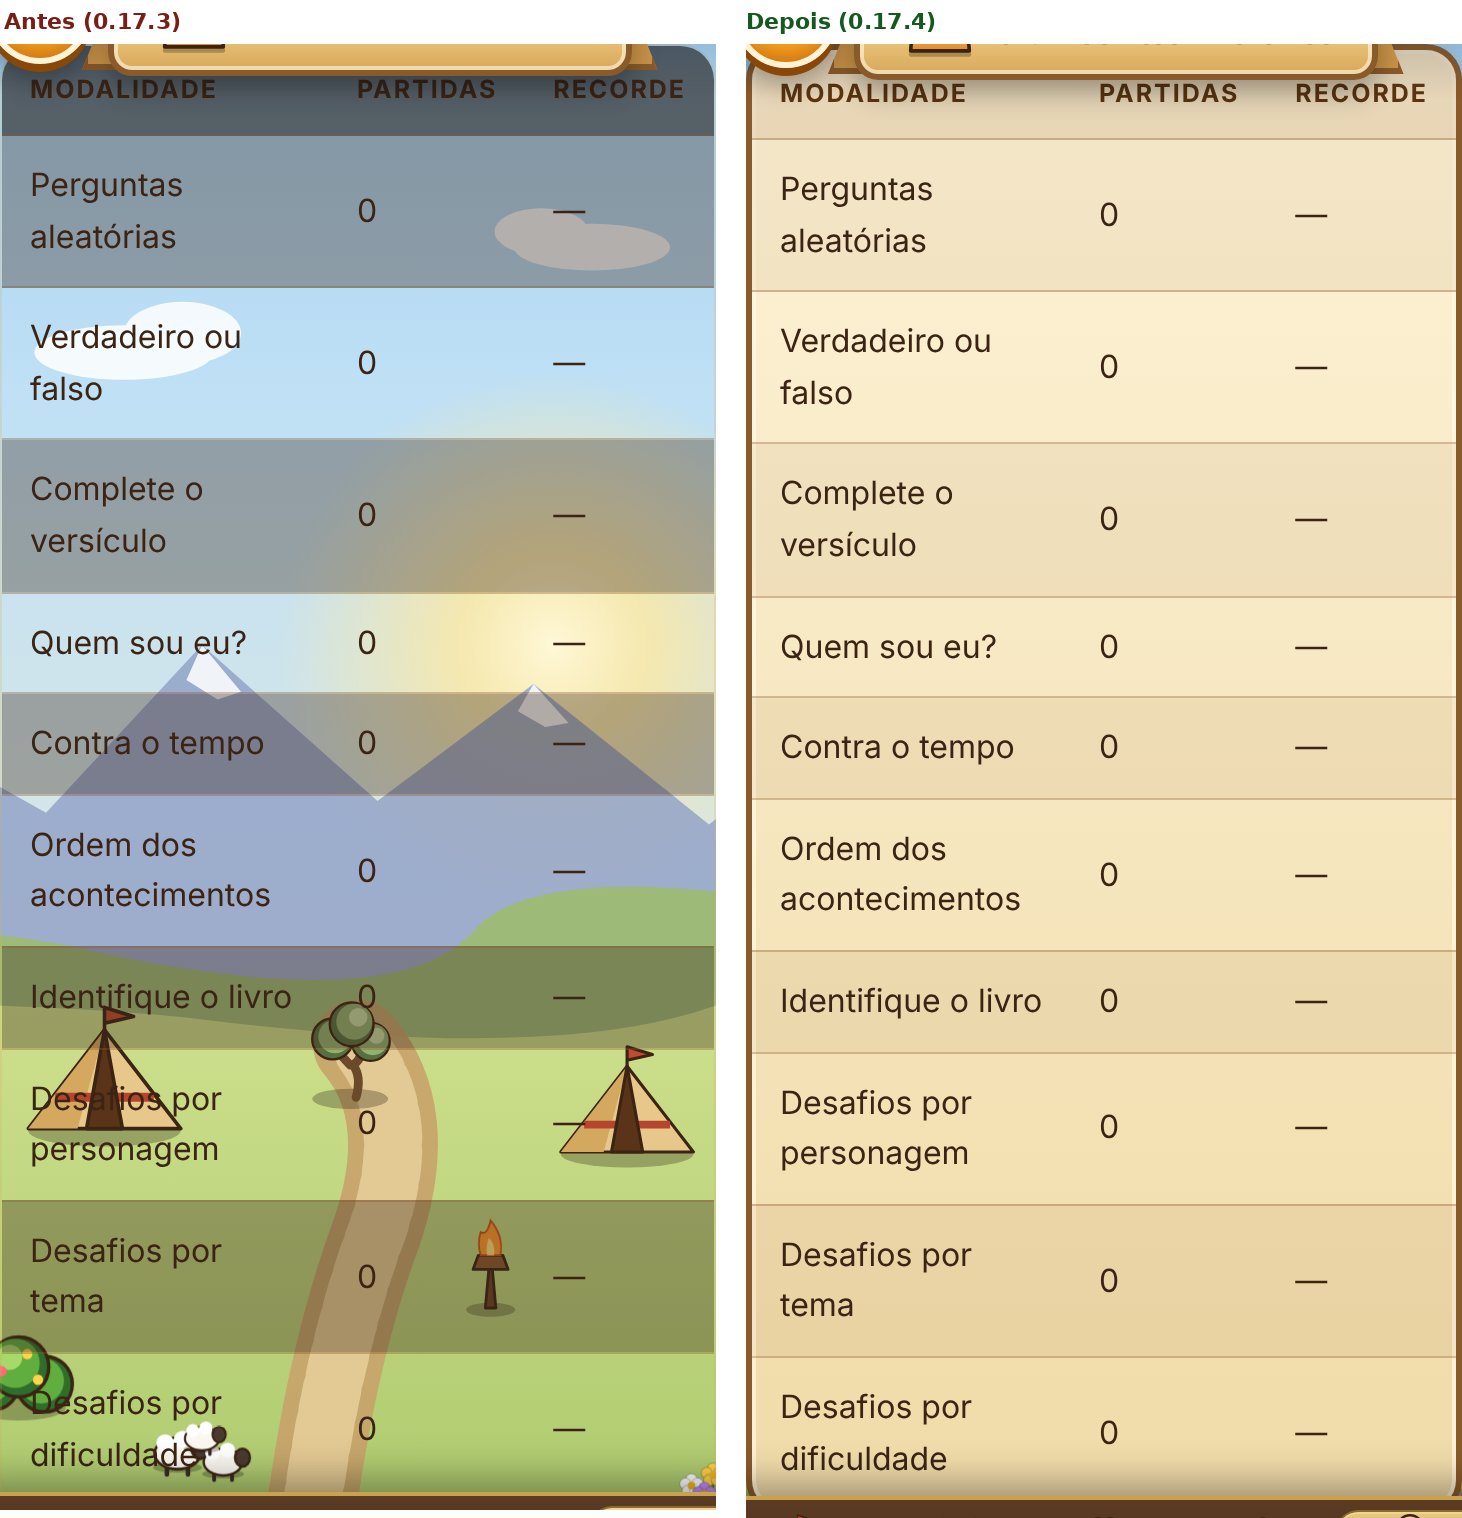 Antes (0.17.3)
MODALIDADE PARTIDAS RECORDE
Perguntas
aleatórias
0 —
Verdadeiro ou
falso
0 —
Complete o
versículo
0 —
Quem sou eu? 0 —
Contra o tempo 0 —
Ordem dos
acontecimentos
0 —
Identifique o livro 0 —
Desafios por
personagem
0 —
Desafios por
tema
0 —
Desafios por
dificuldade
0 —
Depois (0.17.4)
MODALIDADE PARTIDAS RECORDE
Perguntas
aleatórias
0 —
Verdadeiro ou
falso
0 —
Complete o
versículo
0 —
Quem sou eu? 0 —
Contra o tempo 0 —
Ordem dos
acontecimentos
0 —
Identifique o livro 0 —
Desafios por
personagem
0 —
Desafios por
tema
0 —
Desafios por
dificuldade
0 —